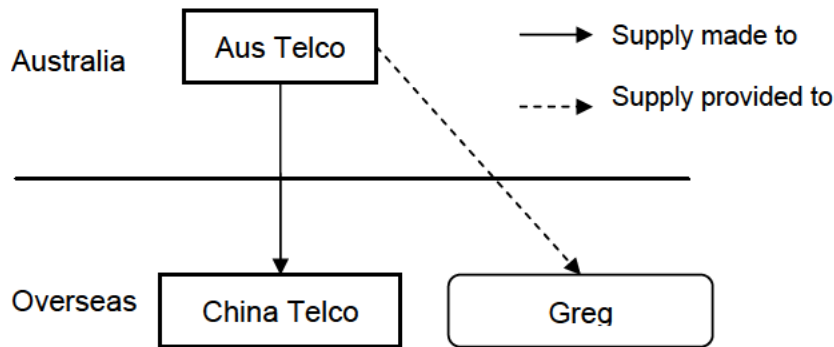 Australia
Aus Telco
Supply made to
Supply provided to
Overseas
China Telco
Greg